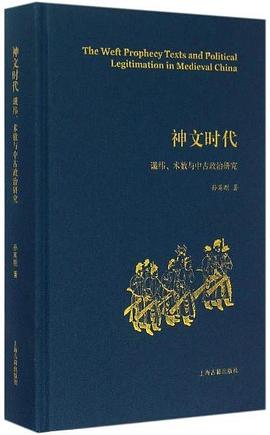 The Weft Prophecy Texts and Political
Legitimation in Medieval China
神文时代
谶纬、术数与中古政治研究
孙英刚 著
上海古籍出版社
神文时代
谶纬、术数与中古政治研究
孙英刚 著
上海古籍出版社